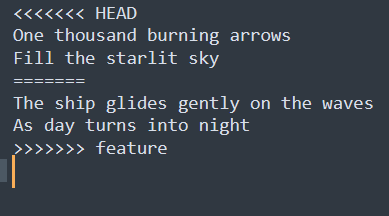 <<<<<<< HEAD
One thousand burning arrows
Fill the starlit sky
=======
The ship glides gently on the waves
As day turns into night
>>>>>>> feature